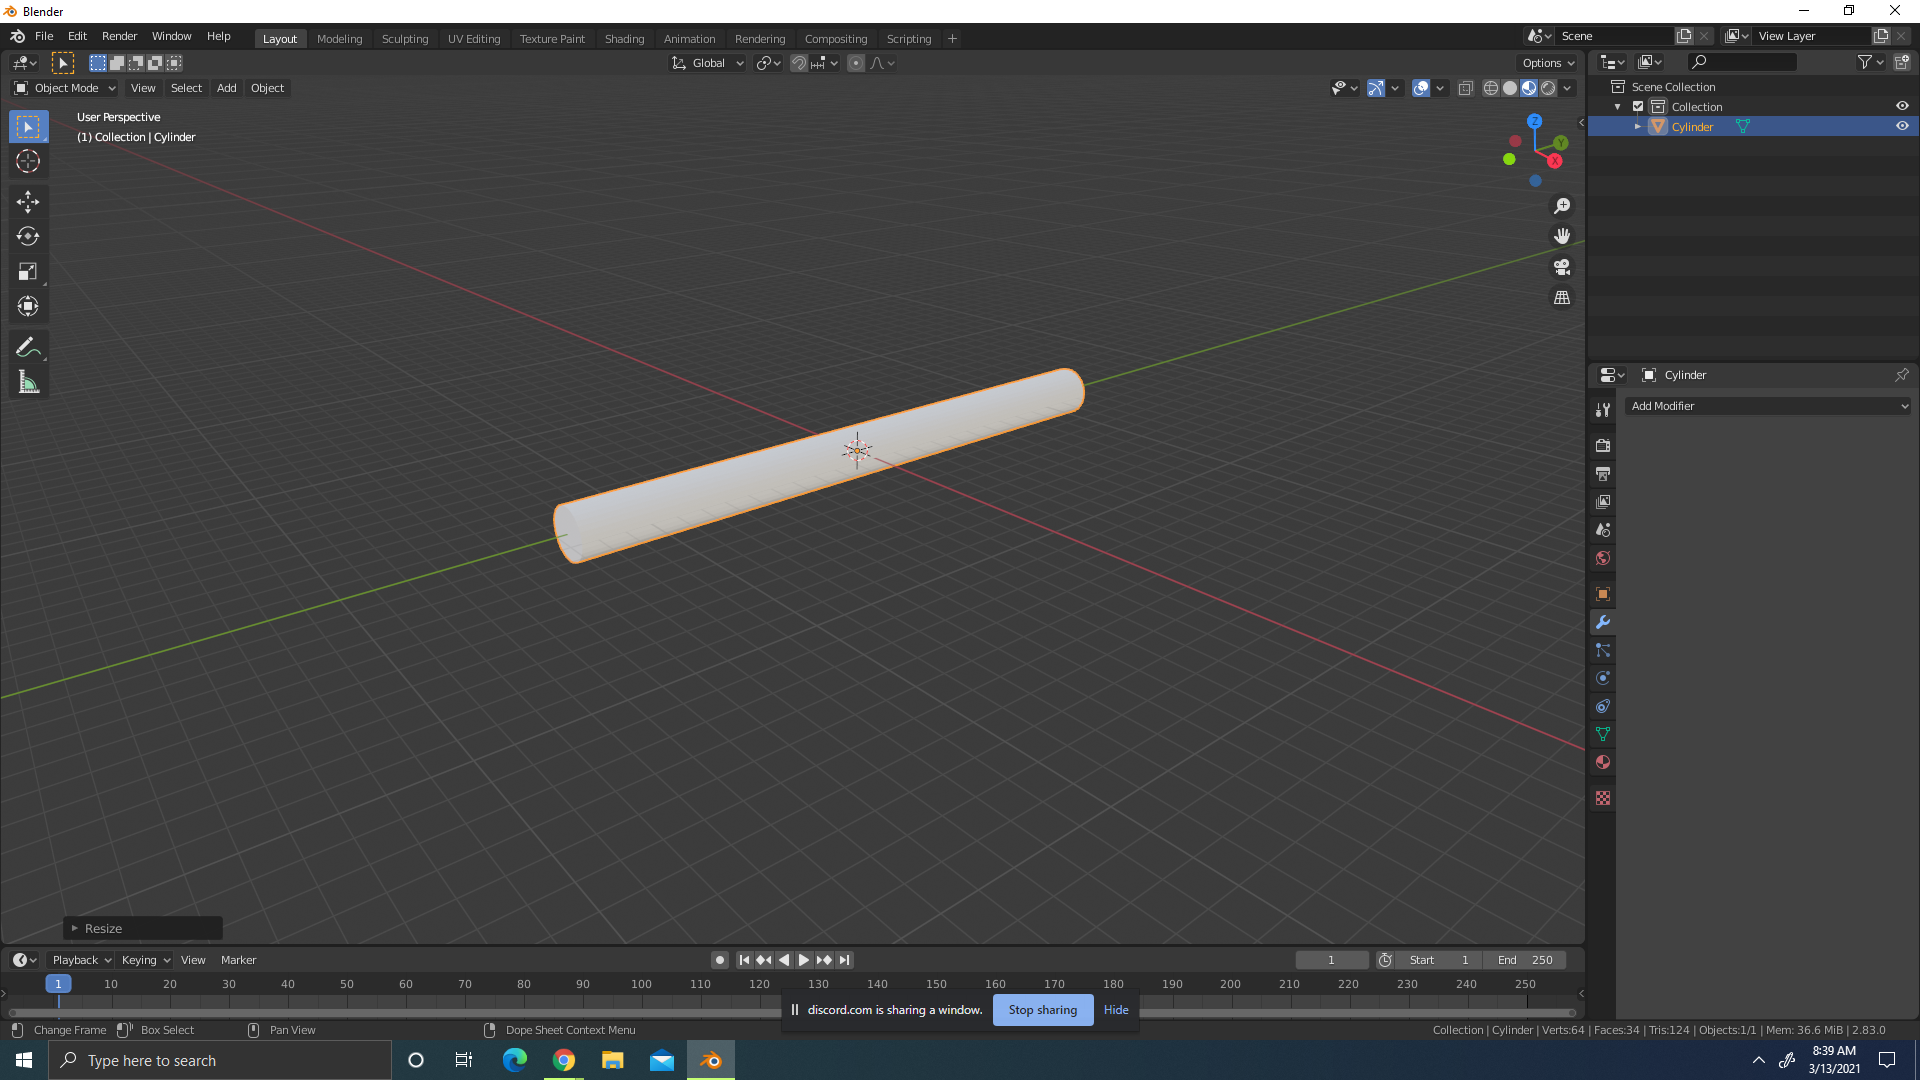 Blender
File Edit Render Window Help
Layout Modeling Sculpting UV Editing Texture Paint Shading Animation Rendering Compositing Scripting +
Scene
View Layer
Global
Options
Object Mode View Select Add Object
User Perspective
(1) Collection | Cylinder
Z
Y
X
Scene Collection
Collection
Cylinder
Cylinder
Add Modifier
Resize
Playback Keying View Marker
1 Start 1 End 250
1 10 20 30 40 50 60 70 80 90 100 110 120 130 140 150 160 170 180 190 200 210 220 230 240 250
discord.com is sharing a window. Stop sharing Hide
Change Frame Box Select Pan View Dope Sheet Context Menu
Collection | Cylinder | Verts:64 | Faces:34 | Tris:124 | Objects:1/1 | Mem: 36.6 MiB | 2.83.0
Type here to search
8:39 AM
3/13/2021